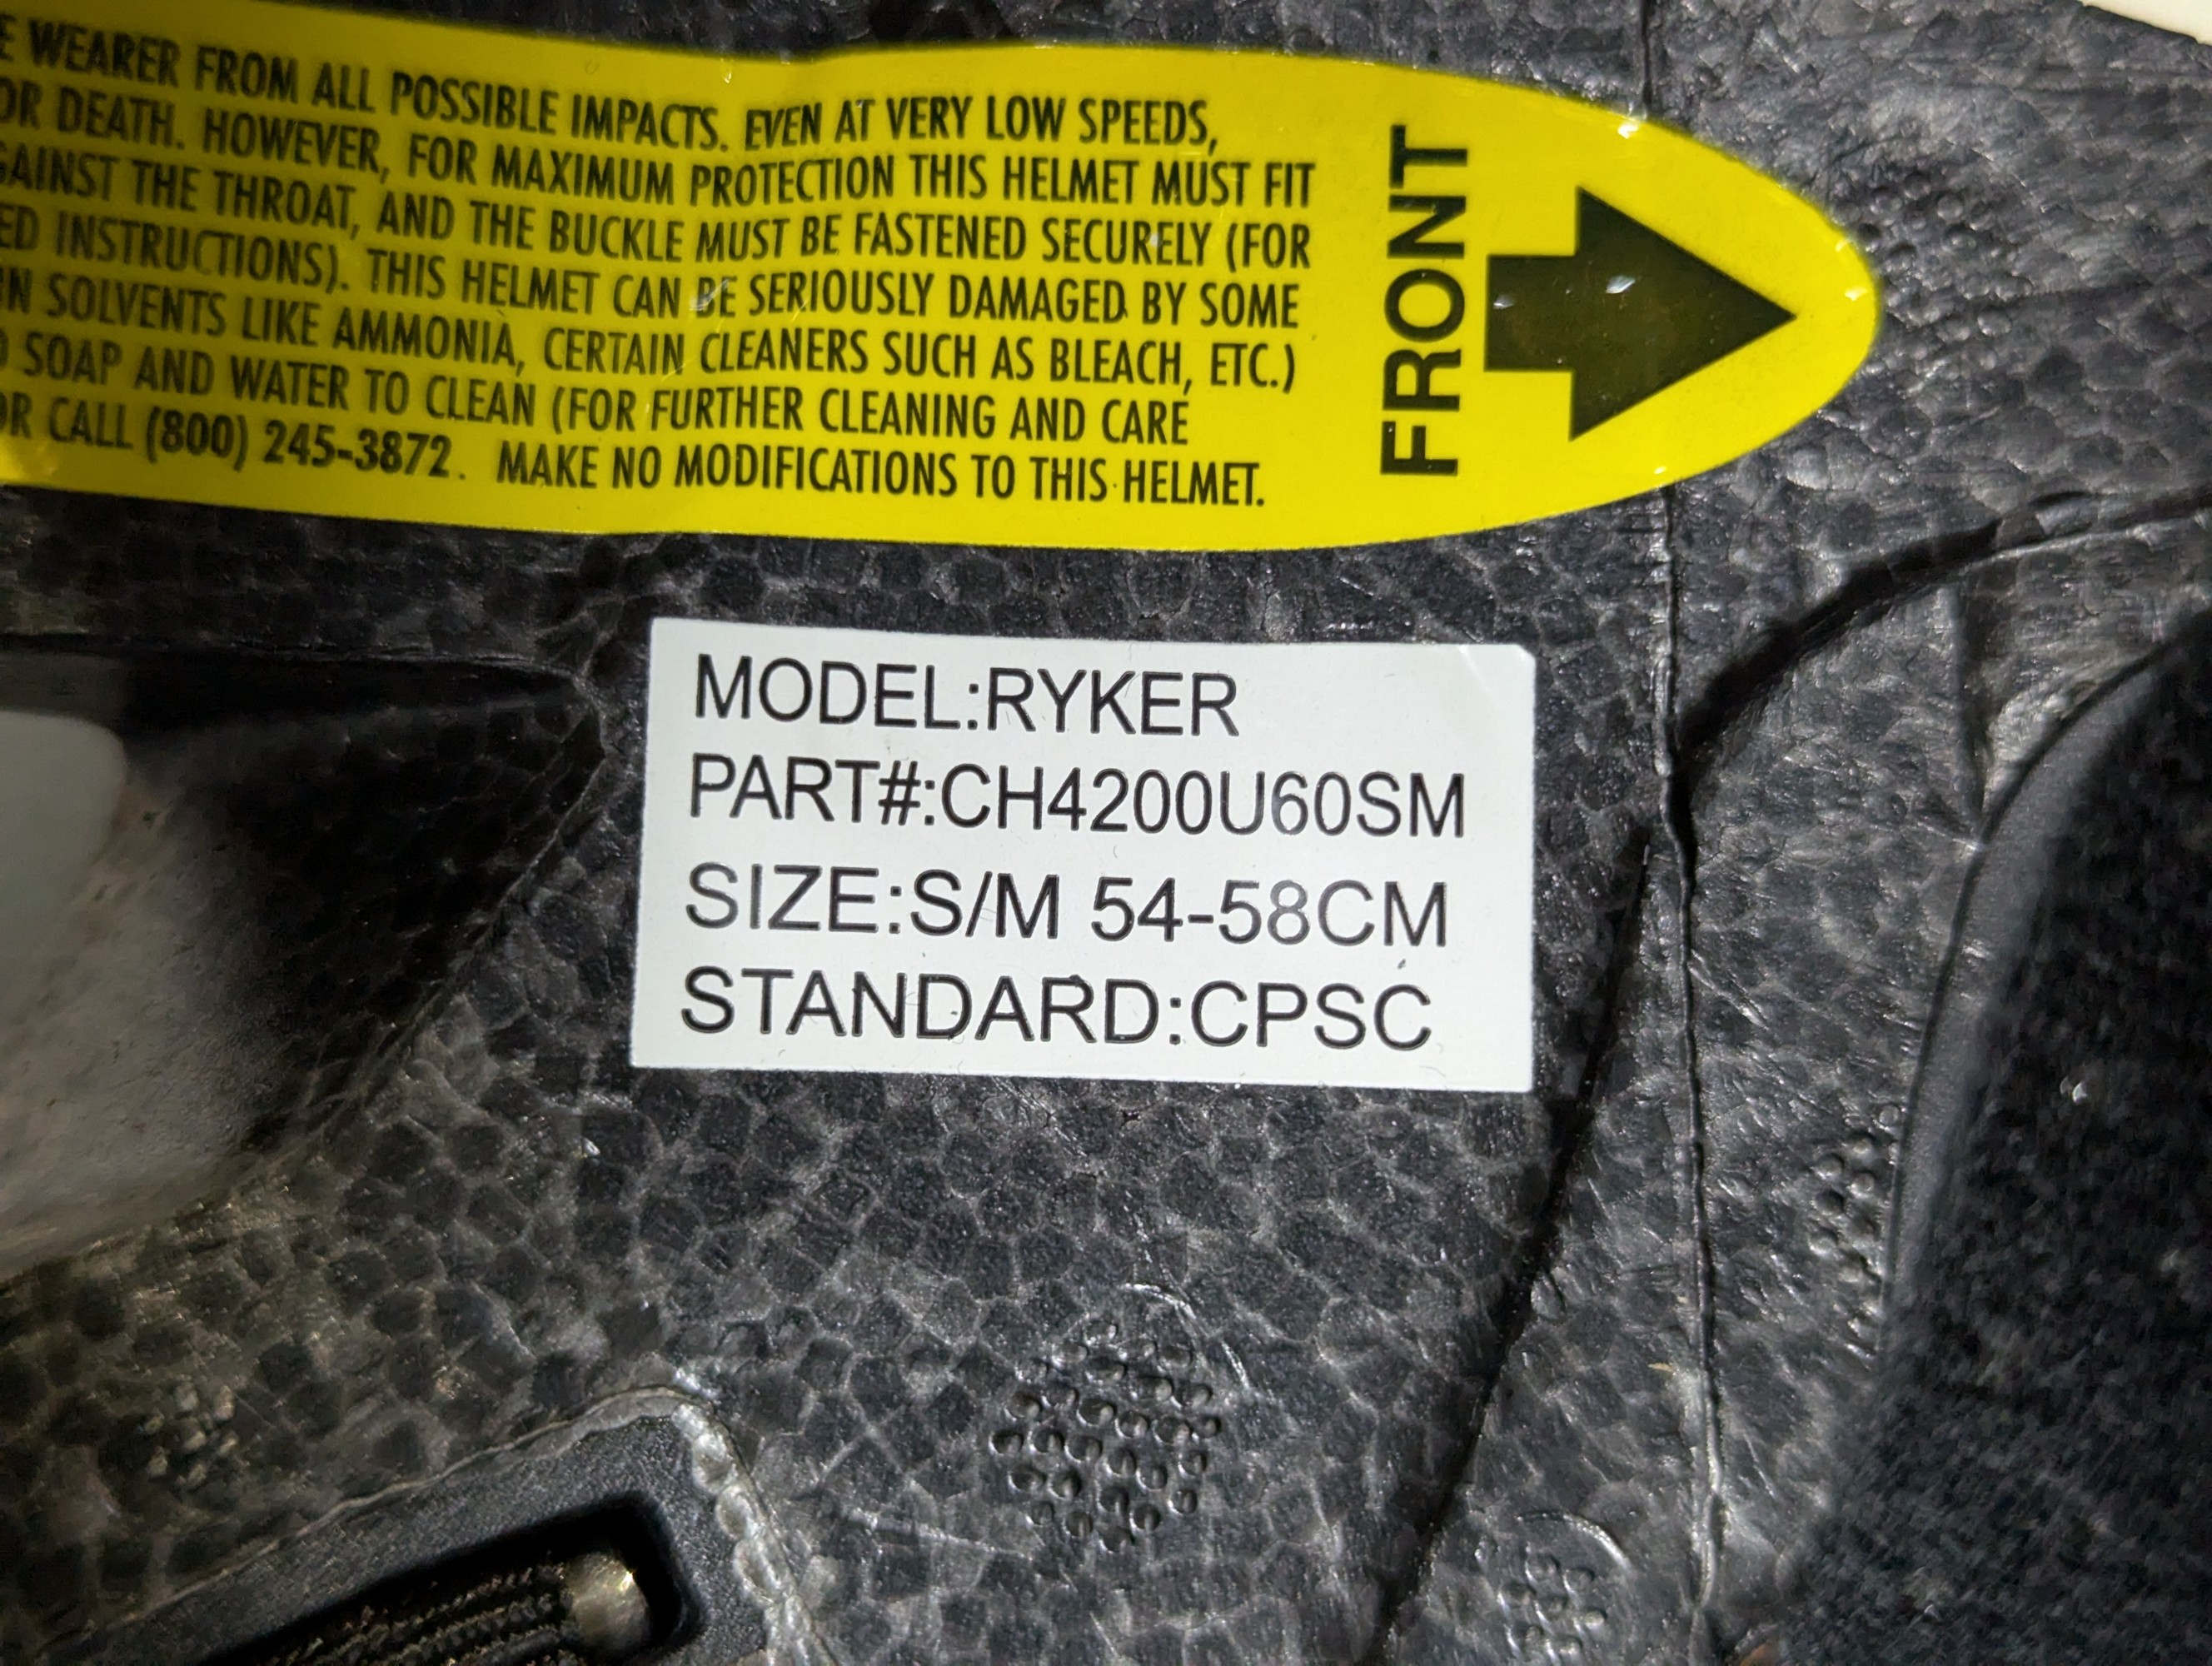 WEARER FROM ALL POSSIBLE IMPACTS. EVEN AT VERY LOW SPEEDS,
OR DEATH. HOWEVER, FOR MAXIMUM PROTECTION THIS HELMET MUST FIT
THE THROAT, AND THE BUCKLE MUST BE FASTENED SECURELY (FOR
INSTRUCTIONS). THIS HELMET CAN BE SERIOUSLY DAMAGED BY SOME
SOLVENTS LIKE AMMONIA, CERTAIN CLEANERS SUCH AS BLEACH, ETC.)
SOAP AND WATER TO CLEAN (FOR FURTHER CLEANING AND CARE
OR CALL (800) 245-3872. MAKE NO MODIFICATIONS TO THIS HELMET.
FRONT
MODEL:RYKER
PART#:CH4200U60SM
SIZE:S/M 54-58CM
STANDARD:CPSC